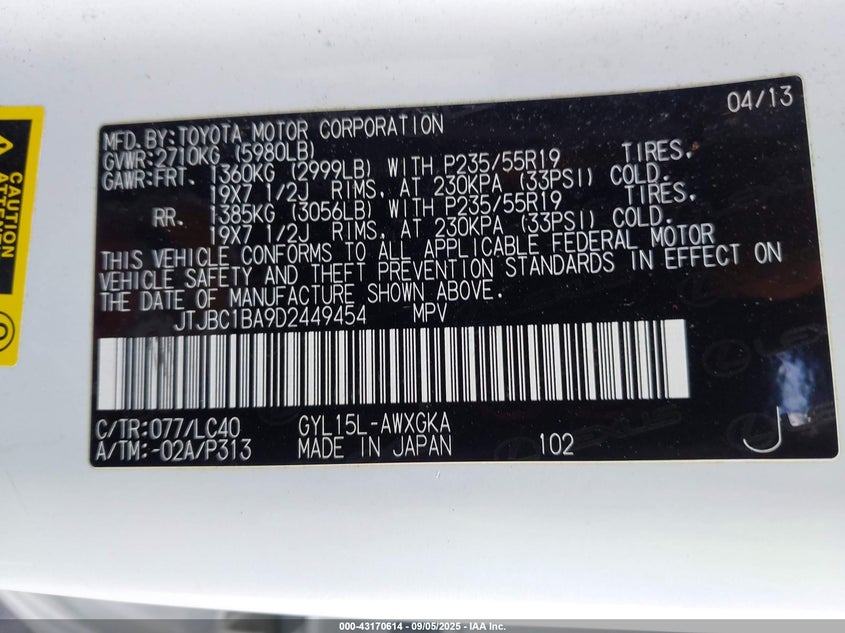 04/13
MFD.BY:TOYOTA MOTOR CORPORATION
GVWR:2710KG (5980LB)
GAWR:FRT. 1360KG (2999LB) WITH P235/55R19 TIRES,
19X7 1/2J RIMS, AT 230KPA (33PSI) COLD.
RR. 1385KG (3056LB) WITH P235/55R19 TIRES,
19X7 1/2J RIMS, AT 230KPA (33PSI) COLD.
THIS VEHICLE CONFORMS TO ALL APPLICABLE FEDERAL MOTOR
VEHICLE SAFETY AND THEFT PREVENTION STANDARDS IN EFFECT ON
THE DATE OF MANUFACTURE SHOWN ABOVE.
JTJBC1BA9D2449454 MPV
C/TR:077/LC40 GYL15L-AWXGKA
A/TM:-02A/P313 MADE IN JAPAN 102
J
CAUTION
LEXUS
000-43170614 - 09/05/2025 - IAA Inc.